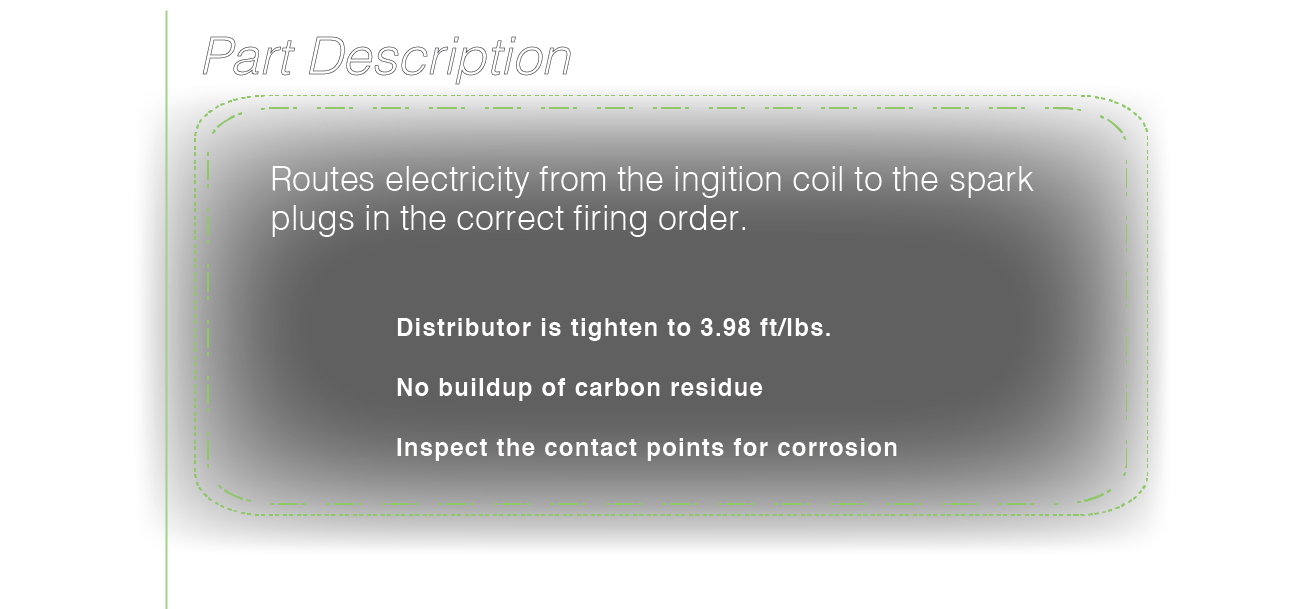 Part Description
Routes electricity from the ingition coil to the spark
plugs in the correct firing order.
Distributor is tighten to 3.98 ft/lbs.
No buildup of carbon residue
Inspect the contact points for corrosion